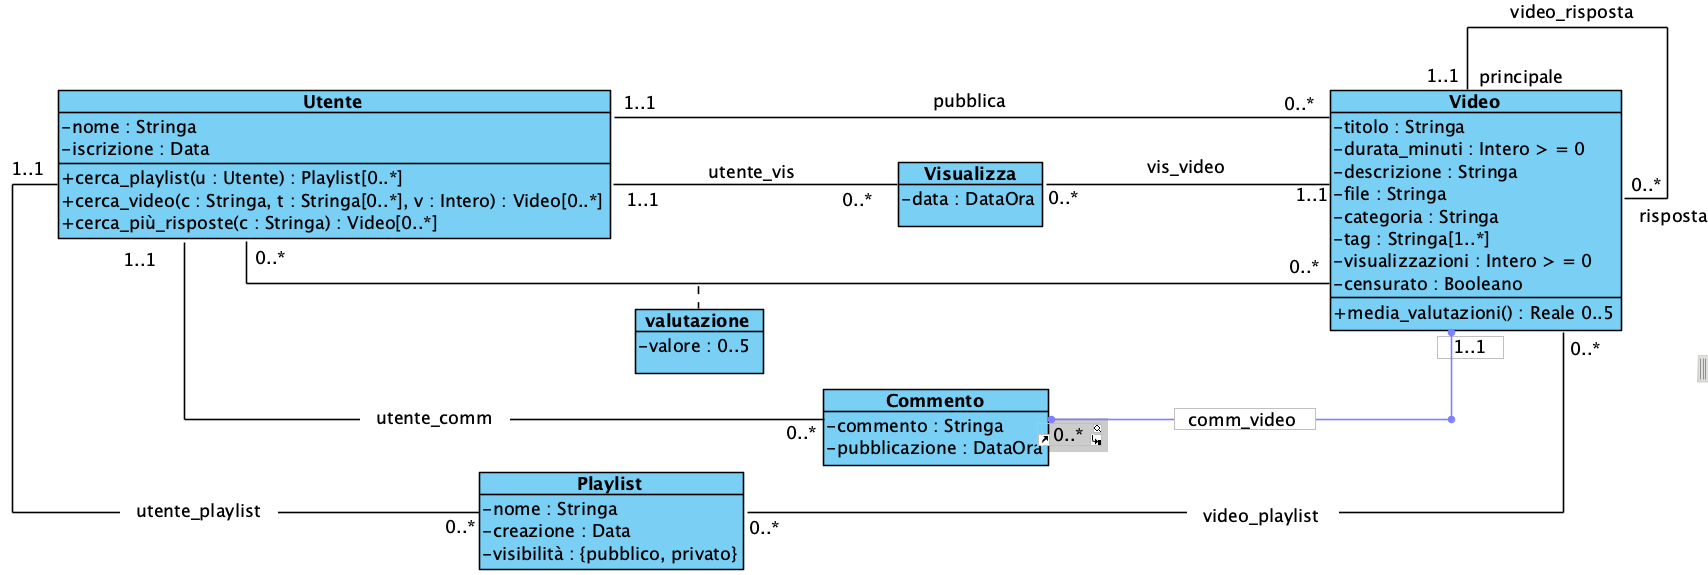 video_risposta
1..1
principale
Utente
-nome : Stringa
-iscrizione : Data
+cerca_playlist(u : Utente) : Playlist[0..*]
+cerca_video(c : Stringa, t : Stringa[0..*], v : Intero) : Video[0..*]
+cerca_più_risposte(c : Stringa) : Video[0..*]
1..1
pubblica
0..*
Video
-titolo : Stringa
-durata_minuti : Intero > = 0
-descrizione : Stringa
-file : Stringa
-categoria : Stringa
-tag : Stringa[1..*]
-visualizzazioni : Intero > = 0
-censurato : Booleano
+media_valutazioni() : Reale 0..5
0..*
risposta
1..1
utente_vis
1..1
0..*
Visualizza
-data : DataOra
vis_video
0..*
1..1
1..1
0..*
0..*
valutazione
-valore : 0..5
1..1
0..*
utente_comm
0..*
Commento
-commento : Stringa
-pubblicazione : DataOra
0..*
comm_video
Playlist
-nome : Stringa
-creazione : Data
-visibilità : {pubblico, privato}
utente_playlist
0..*
0..*
video_playlist